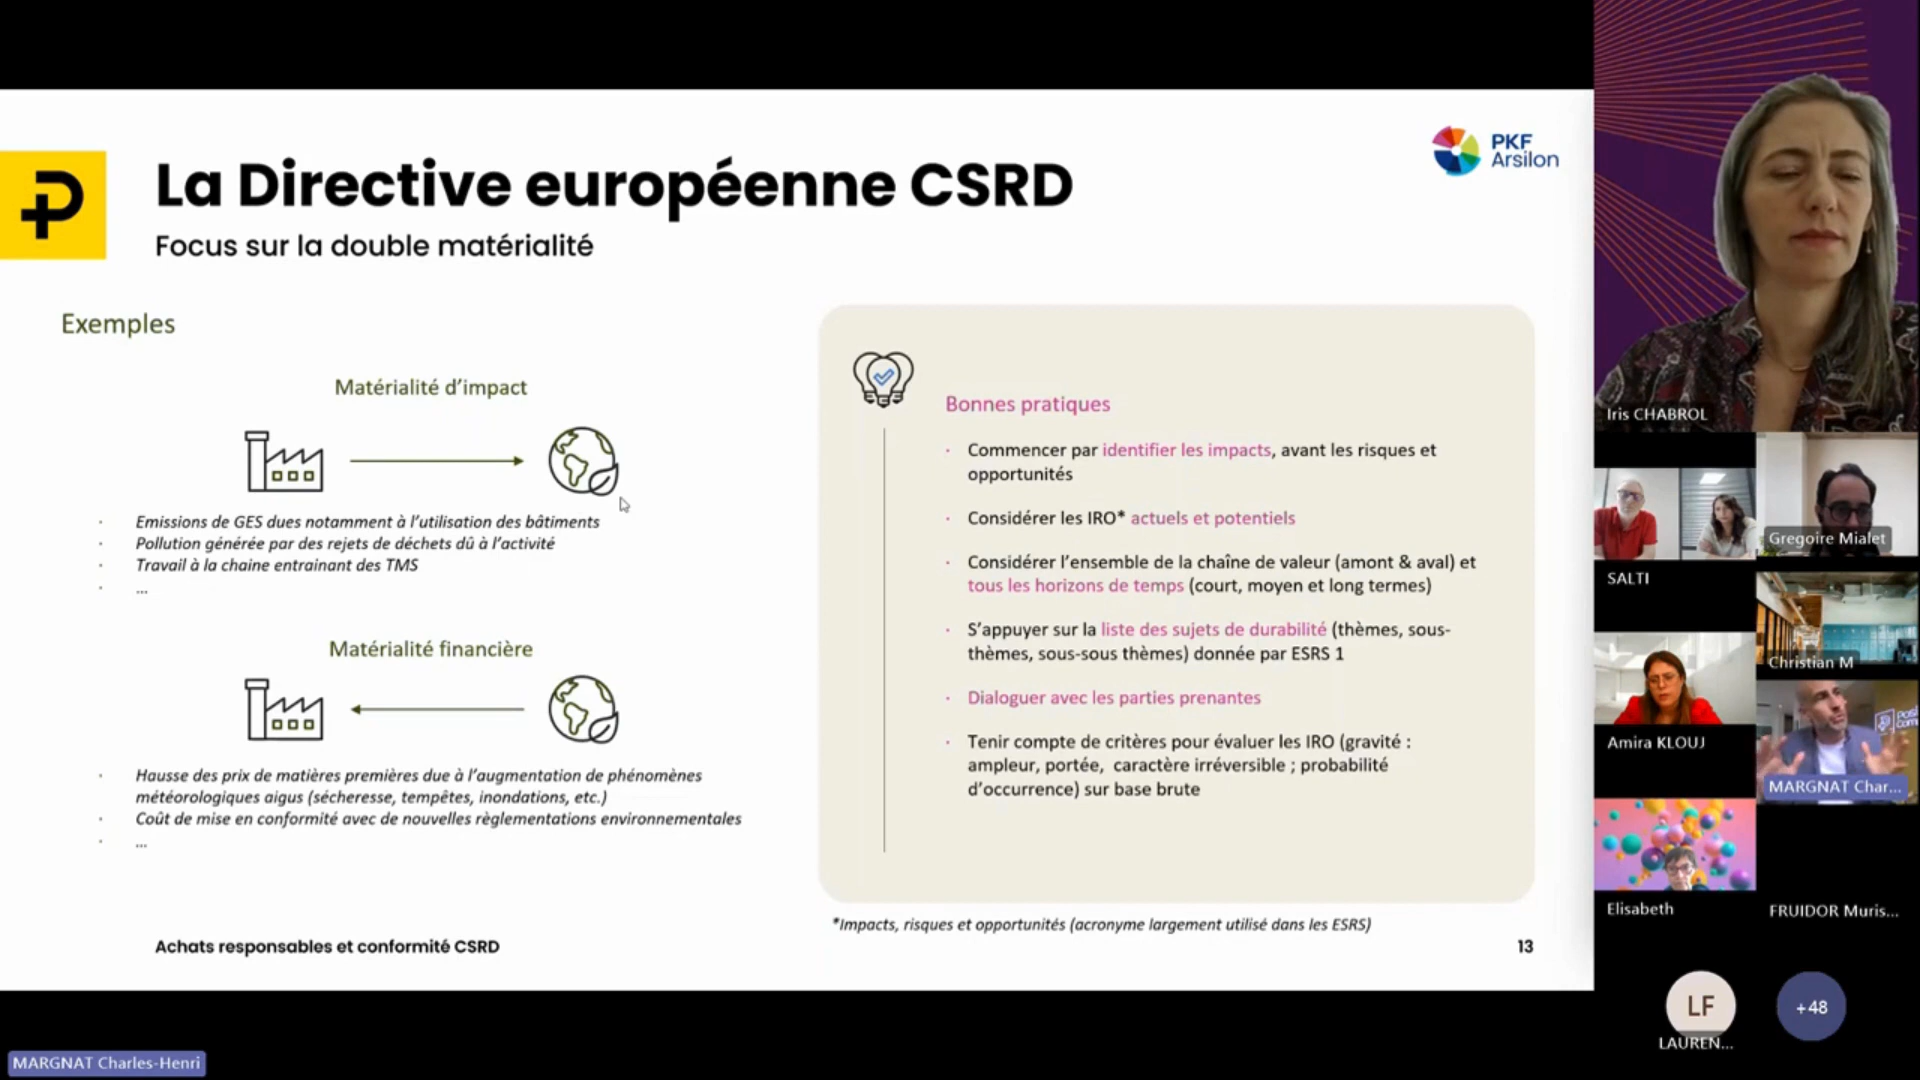 La Directive européenne CSRD
Focus sur la double matérialité
PKF
Arsilon
Exemples
Matérialité d'impact
· Emissions de GES dues notamment à l'utilisation des bâtiments
· Pollution générée par des rejets de déchets dû à l'activité
· Travail à la chaine entrainant des TMS
· ...
Matérialité financière
· Hausse des prix de matières premières due à l'augmentation de phénomènes
météorologiques aigus (sécheresse, tempêtes, inondations, etc.)
· Coût de mise en conformité avec de nouvelles règlementations environnementales
· ...
Bonnes pratiques
· Commencer par identifier les impacts, avant les risques et
opportunités
· Considérer les IRO* actuels et potentiels
· Considérer l'ensemble de la chaîne de valeur (amont & aval) et
tous les horizons de temps (court, moyen et long termes)
· S'appuyer sur la liste des sujets de durabilité (thèmes, sous-
thèmes, sous-sous thèmes) donnée par ESRS 1
· Dialoguer avec les parties prenantes
· Tenir compte de critères pour évaluer les IRO (gravité :
ampleur, portée, caractère irréversible ; probabilité
d'occurrence) sur base brute
*Impacts, risques et opportunités (acronyme largement utilisé dans les ESRS)
Achats responsables et conformité CSRD
13
MARGNAT Charles-Henri
Iris CHABROL
SALTI
Gregoire Mialet
Christian M
Amira KLOUJ
MARGNAT Char...
Elisabeth
FRUIDOR Muris...
LF
LAUREN...
+48